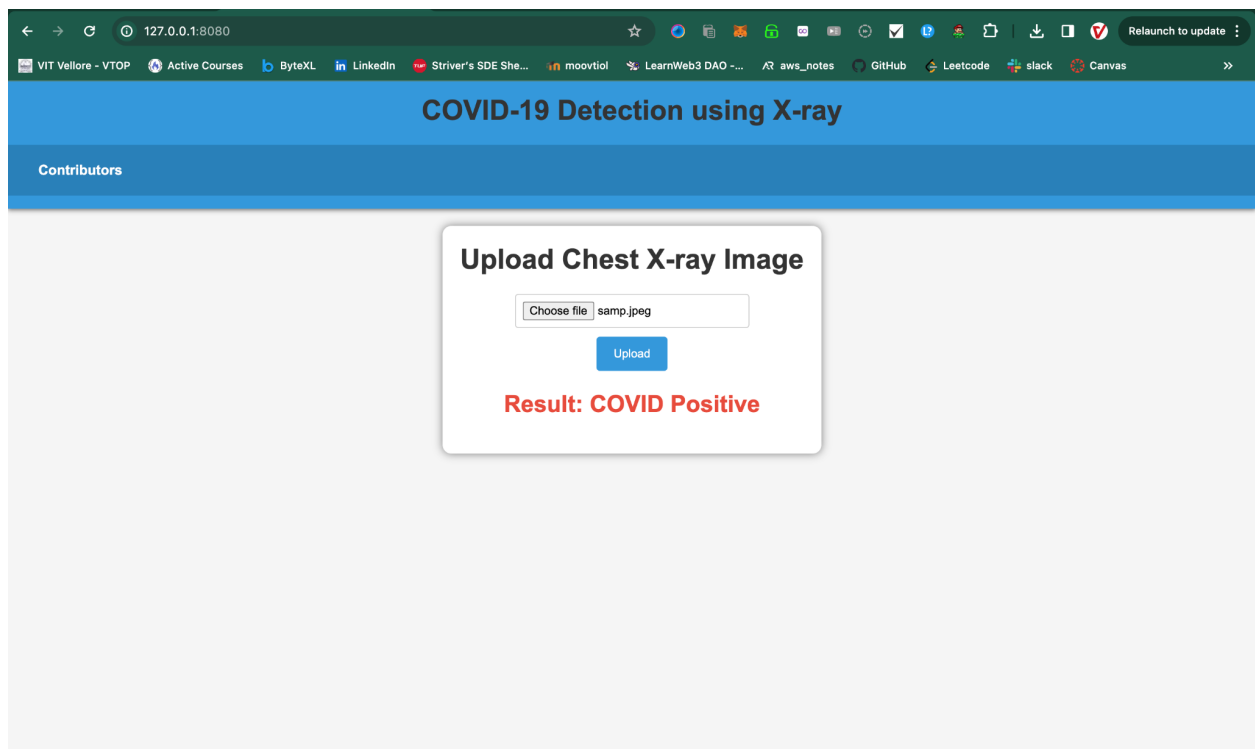 127.0.0.1:8080
Relaunch to update
VIT Vellore - VTOP Active Courses ByteXL LinkedIn Striver's SDE She... moovtiol LearnWeb3 DAO -... aws_notes GitHub Leetcode slack Canvas »
COVID-19 Detection using X-ray
Contributors
Upload Chest X-ray Image
Choose file samp.jpeg
Upload
Result: COVID Positive